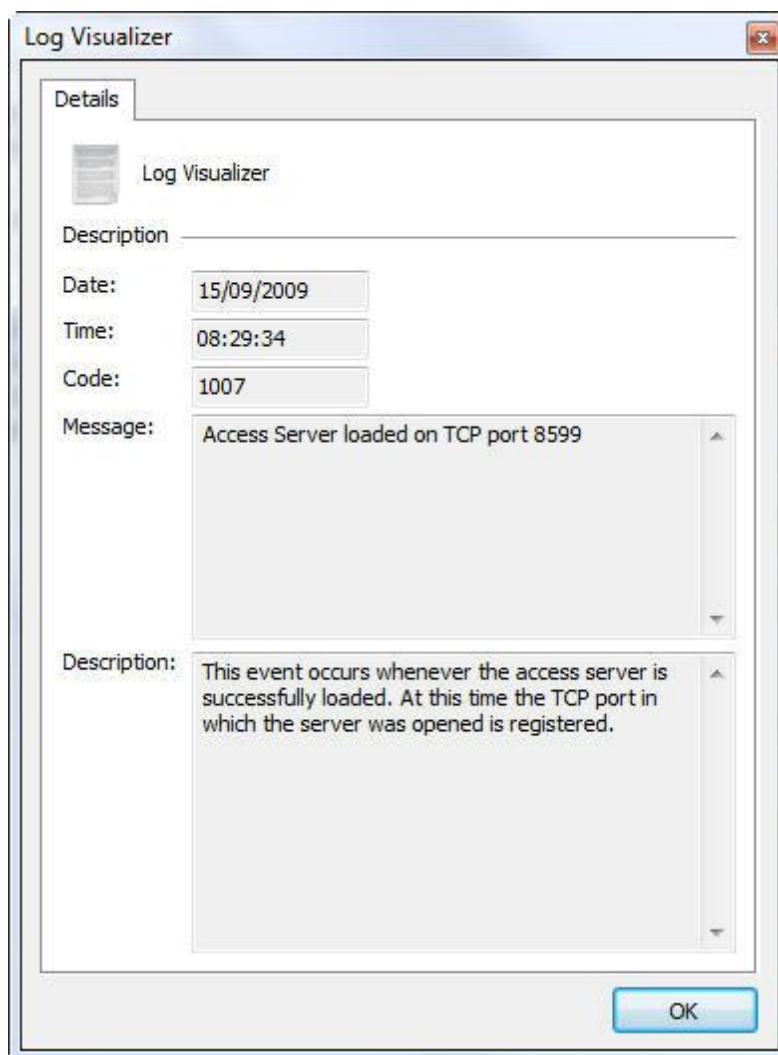 Log Visualizer
Details
Log Visualizer
Description
Date:
15/09/2009
Time:
08:29:34
Code:
1007
Message:
Access Server loaded on TCP port 8599
Description:
This event occurs whenever the access server is
successfully loaded. At this time the TCP port in
which the server was opened is registered.
OK